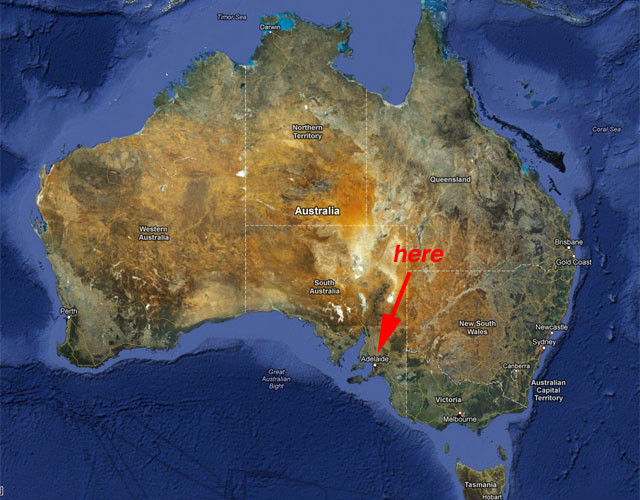 Timor Sea
Darwin
Coral Sea
Northern
Territory
Queensland
Australia
Western
Australia
here
Brisbane
Gold Coast
South
Australia
Perth
New South
Wales
Newcastle
Sydney
Adelaide
Canberra
Great
Australian
Bight
Australian
Capital
Territory
Victoria
Melbourne
Tasmania
Hobart